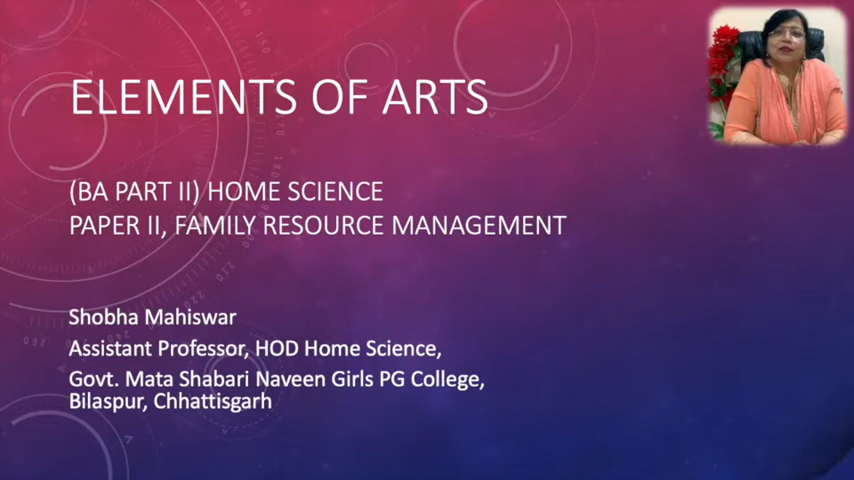 ELEMENTS OF ARTS
(BA PART II) HOME SCIENCE
PAPER II, FAMILY RESOURCE MANAGEMENT
Shobha Mahiswar
Assistant Professor, HOD Home Science,
Govt. Mata Shabari Naveen Girls PG College,
Bilaspur, Chhattisgarh